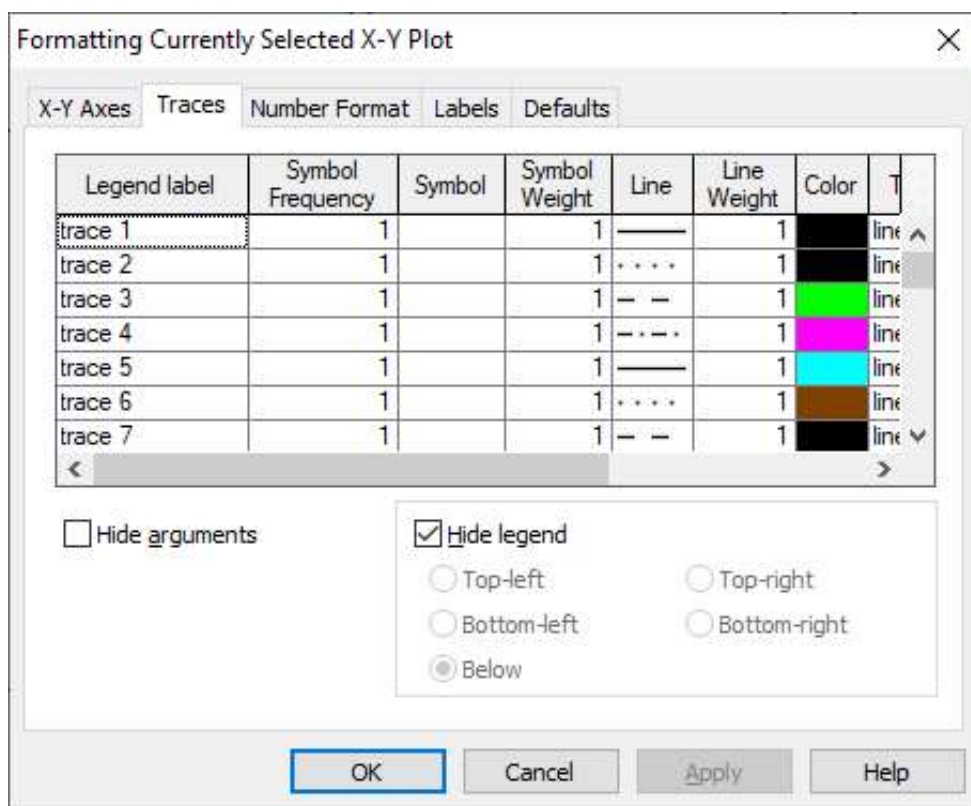 Formatting Currently Selected X-Y Plot
X-Y Axes Traces Number Format Labels Defaults
Legend label Symbol Frequency Symbol Symbol Weight Line Line Weight Color T
trace 1 1 1 1 line
trace 2 1 1 1 line
trace 3 1 1 1 line
trace 4 1 1 1 line
trace 5 1 1 1 line
trace 6 1 1 1 line
trace 7 1 1 1 line
Hide arguments
Hide legend
Top-left Top-right
Bottom-left Bottom-right
Below
OK Cancel Apply Help